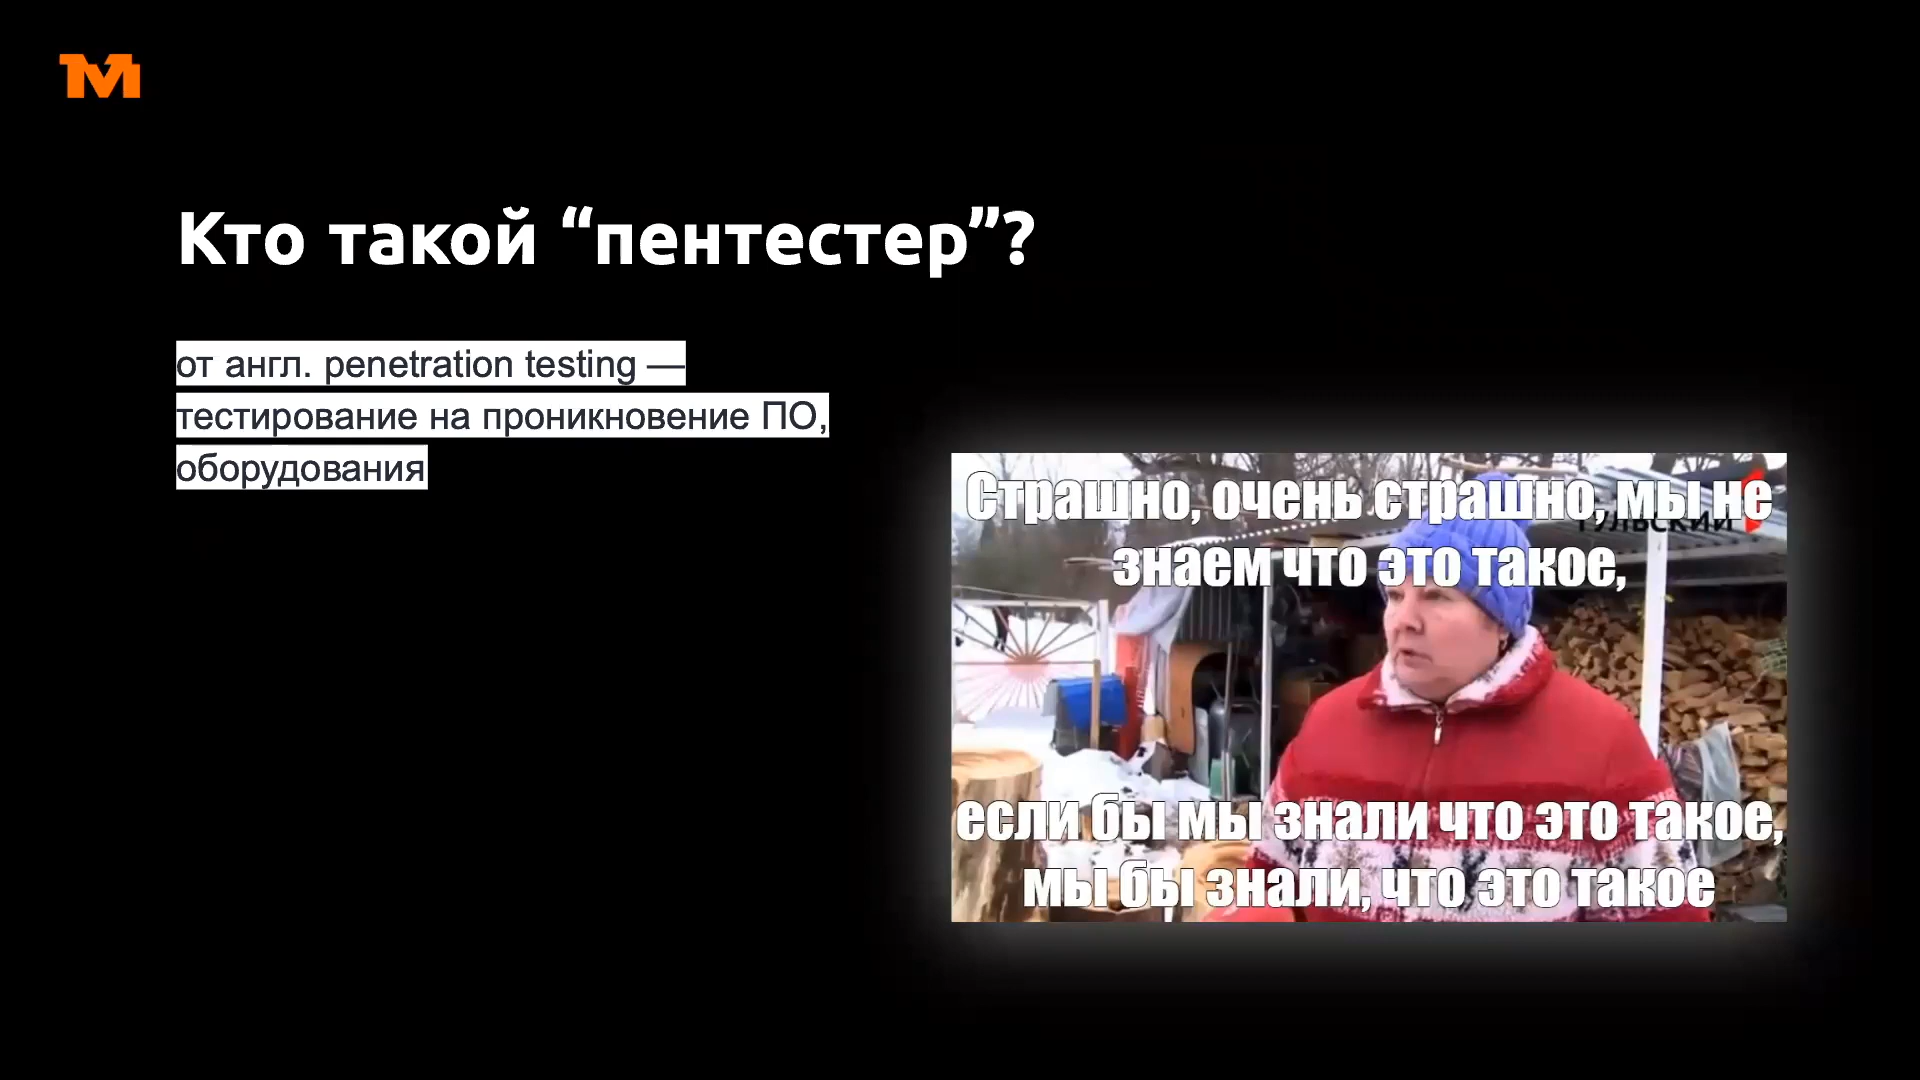 Кто такой “пентестер”?
от англ. penetration testing —
тестирование на проникновение ПО,
оборудования
Страшно, очень страшно, мы не
знаем что это такое,
ТУЛЬСКИЙ
если бы мы знали что это такое,
мы бы знали, что это такое